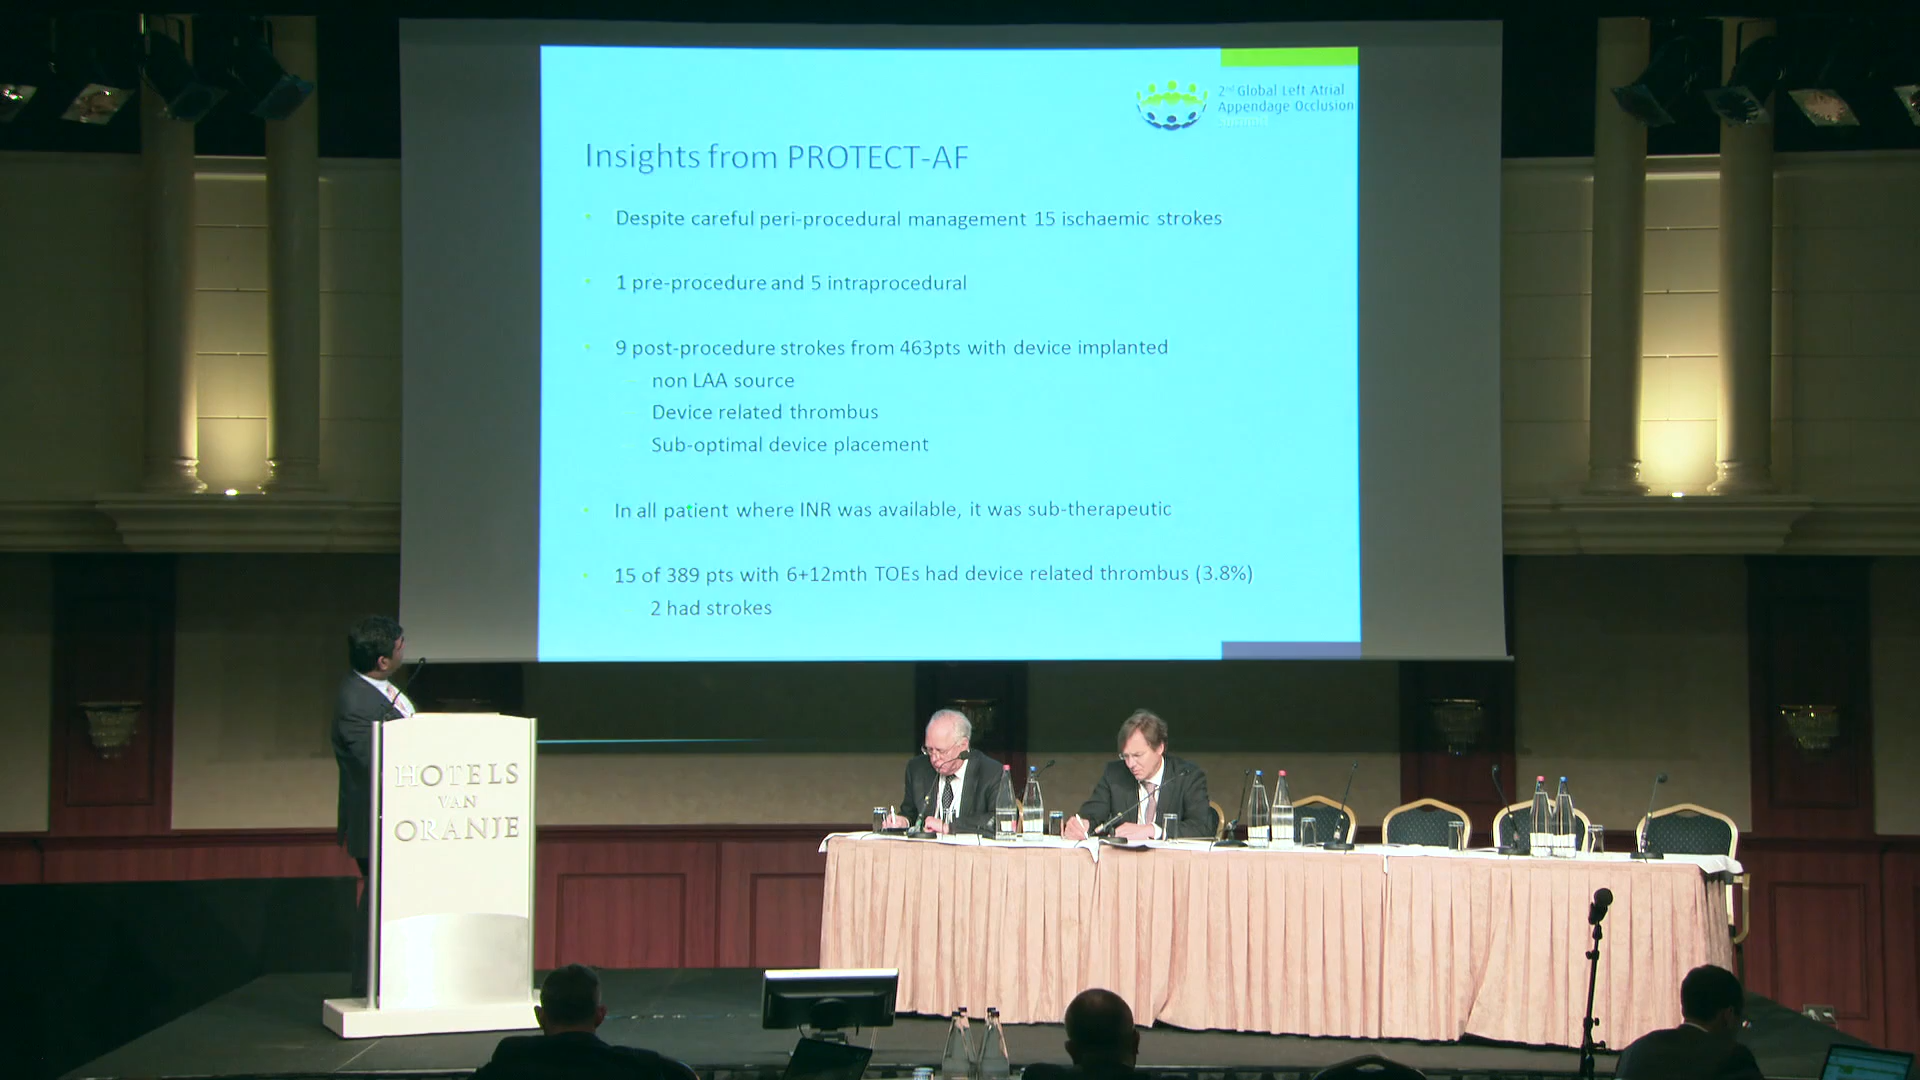 2nd Global Left Atrial
Appendage Occlusion
Summit
Insights from PROTECT-AF
• Despite careful peri-procedural management 15 ischaemic strokes
• 1 pre-procedure and 5 intraprocedural
• 9 post-procedure strokes from 463pts with device implanted
– non LAA source
– Device related thrombus
– Sub-optimal device placement
• In all patient where INR was available, it was sub-therapeutic
• 15 of 389 pts with 6+12mth TOEs had device related thrombus (3.8%)
– 2 had strokes
HOTELS
VAN
ORANJE